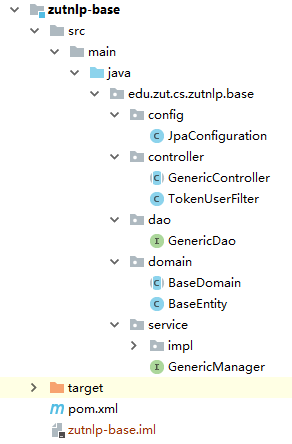 zutnlp-base
src
main
java
edu.zut.cs.zutnlp.base
config
C JpaConfiguration
controller
C GenericController
C TokenUserFilter
dao
I GenericDao
domain
C BaseDomain
C BaseEntity
service
impl
I GenericManager
target
m pom.xml
zutnlp-base.iml